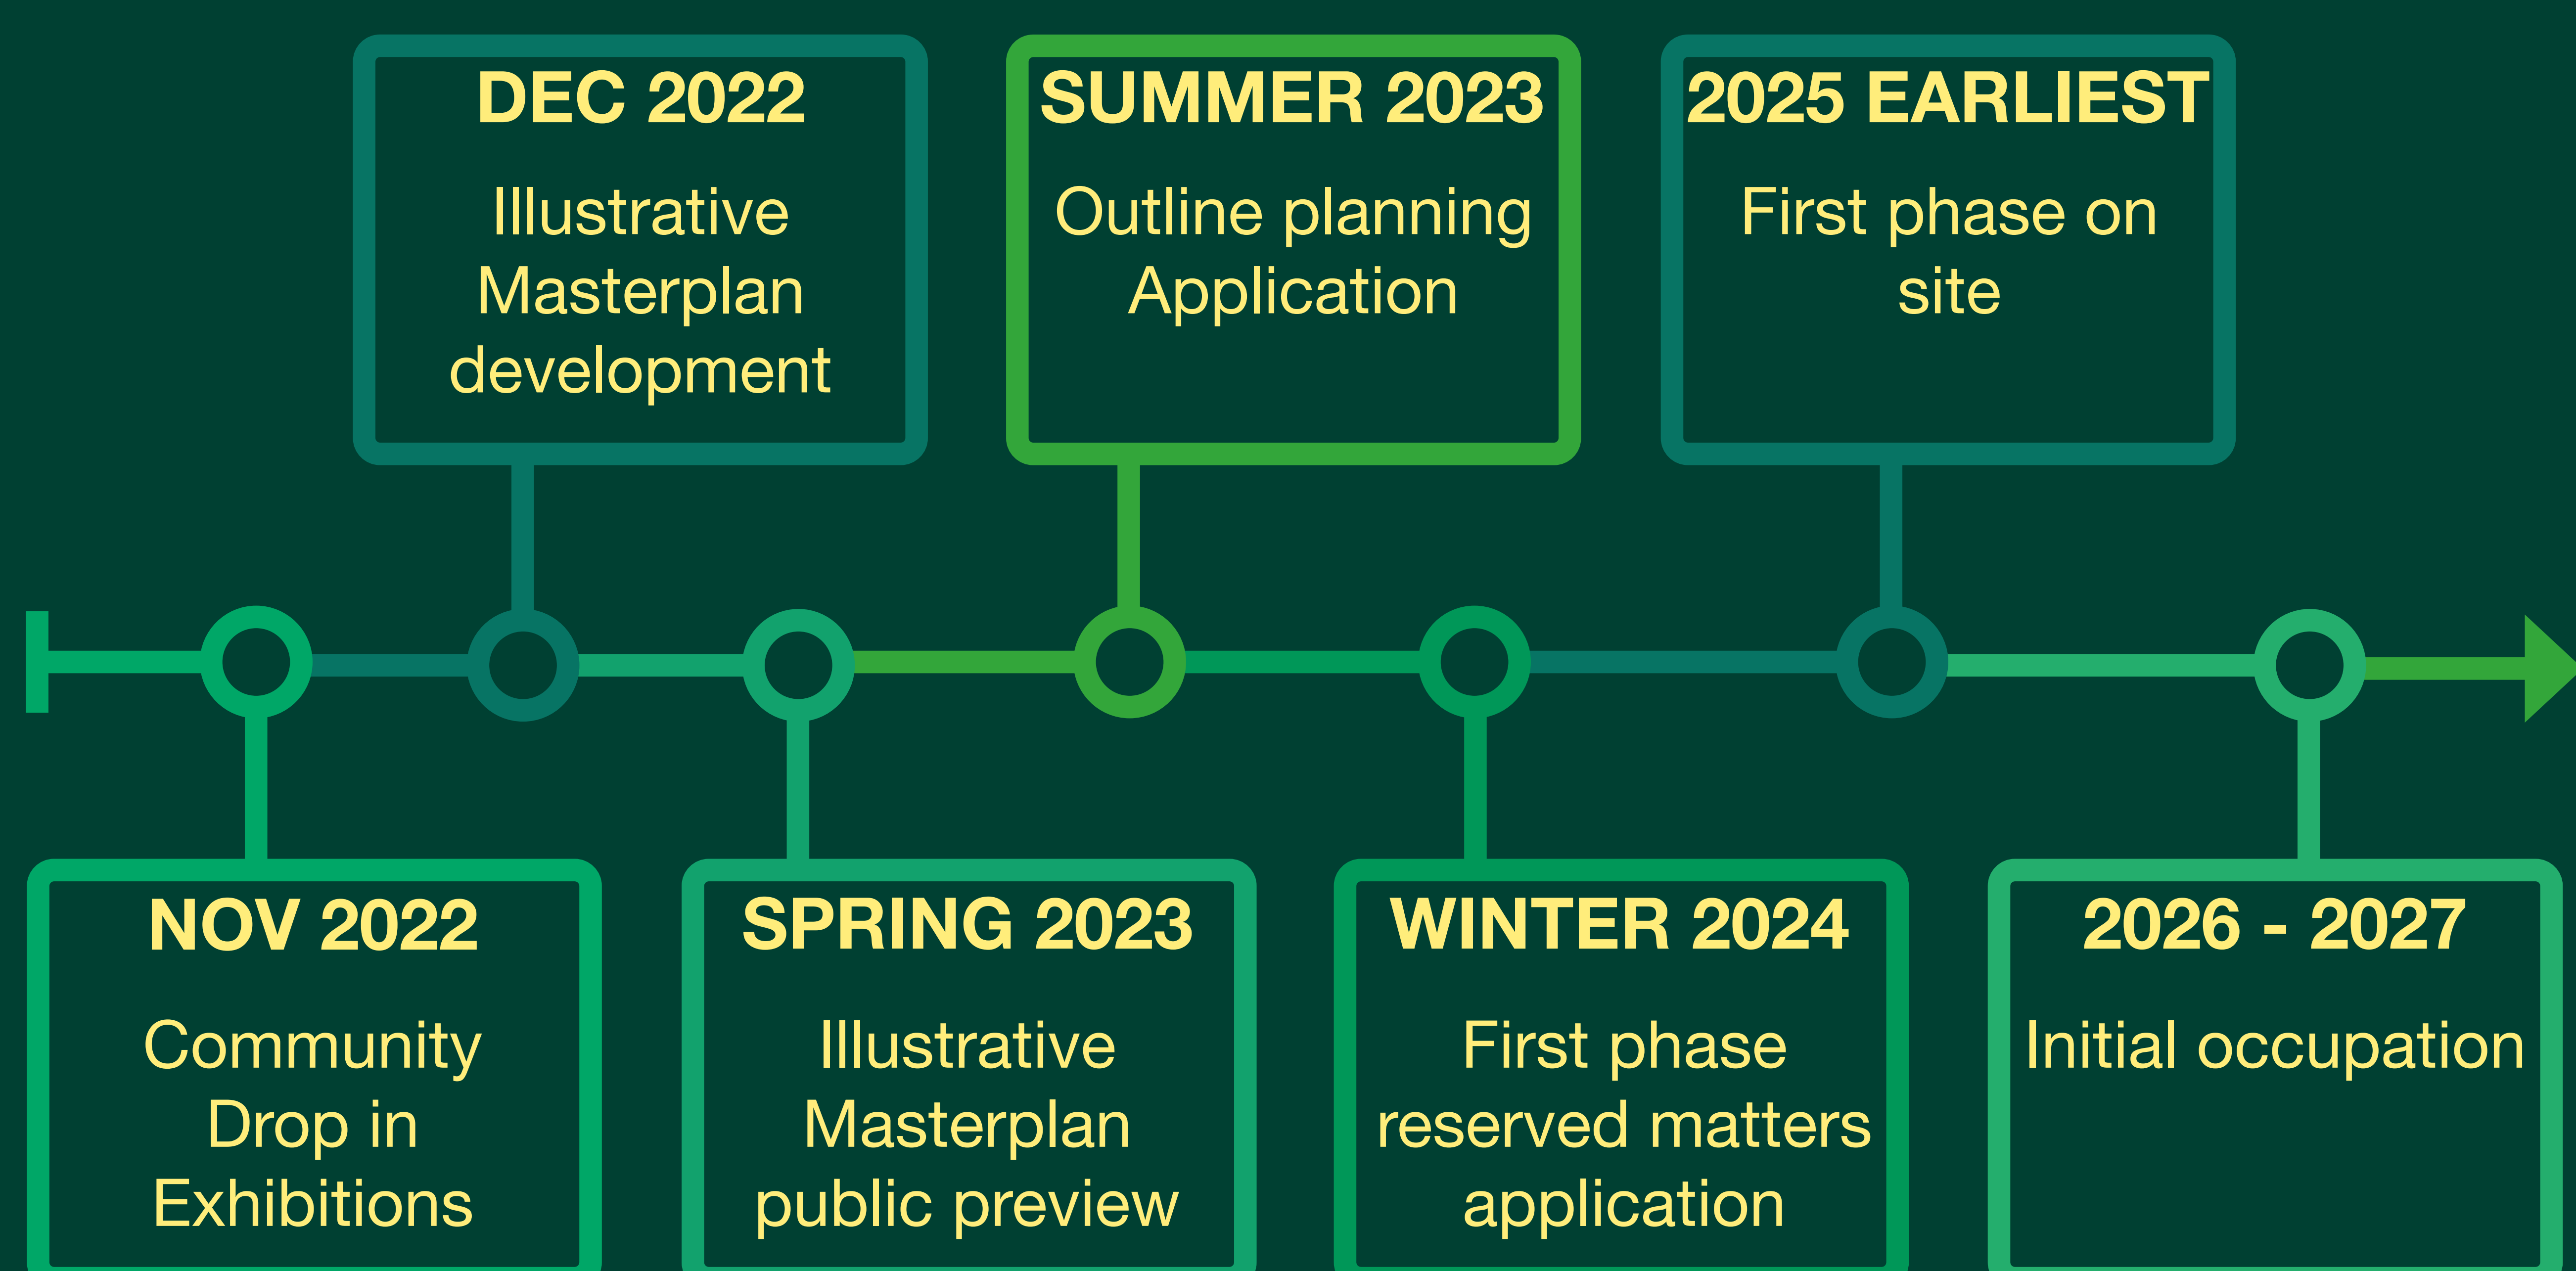 DEC 2022
Illustrative
Masterplan
development
SUMMER 2023
Outline planning
Application
2025 EARLIEST
First phase on
site
NOV 2022
Community
Drop in
Exhibitions
SPRING 2023
Illustrative
Masterplan
public preview
WINTER 2024
First phase
reserved matters
application
2026 - 2027
Initial occupation